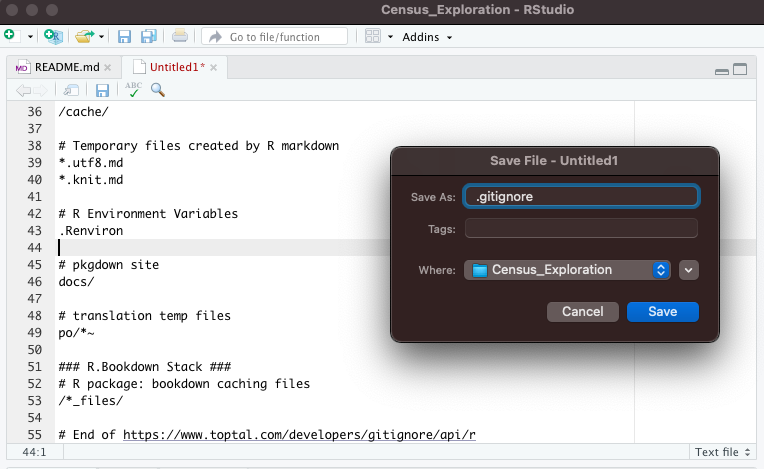 Census_Exploration - RStudio
Go to file/function
Addins
README.md
Untitled1*
ABC
36 /cache/
37
38 # Temporary files created by R markdown
39 *.utf8.md
40 *.knit.md
41
42 # R Environment Variables
43 .Renviron
44
45 # pkgdown site
46 docs/
47
48 # translation temp files
49 po/*~
50
51 ### R.Bookdown Stack ###
52 # R package: bookdown caching files
53 /*_files/
54
55 # End of https://www.toptal.com/developers/gitignore/api/r
44:1
Text file
Save File - Untitled1
Save As: .gitignore
Tags:
Where: Census_Exploration
Cancel
Save